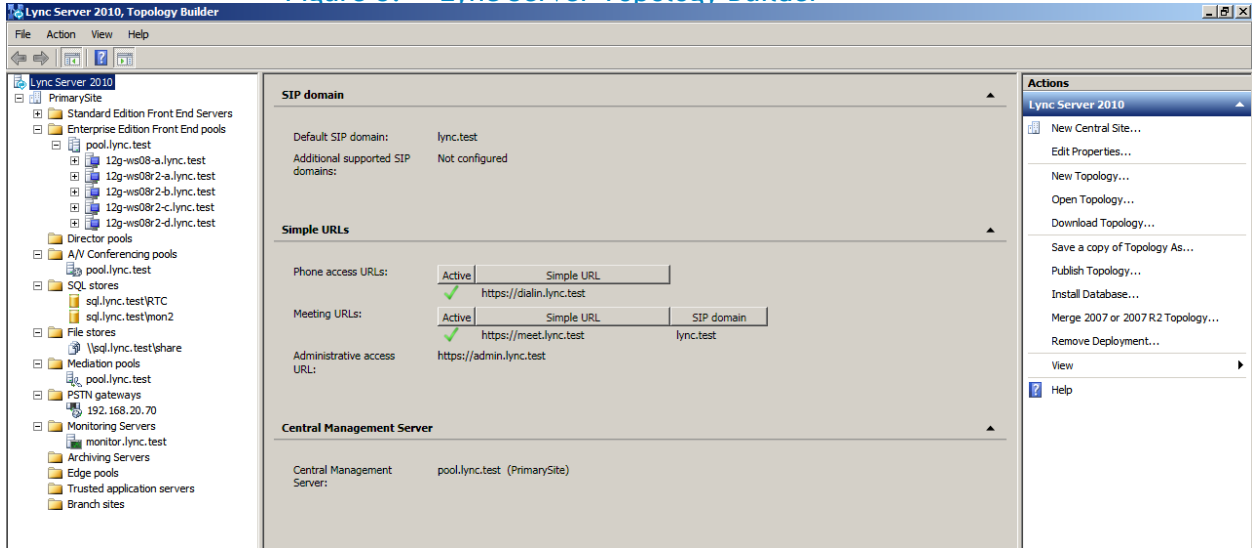 Figure 6. Lync Server Topology Builder
Lync Server 2010, Topology Builder
File Action View Help
Lync Server 2010
PrimarySite
Standard Edition Front End Servers
Enterprise Edition Front End pools
pool.lync.test
12g-ws08-a.lync.test
12g-ws08r2-a.lync.test
12g-ws08r2-b.lync.test
12g-ws08r2-c.lync.test
12g-ws08r2-d.lync.test
Director pools
A/V Conferencing pools
pool.lync.test
SQL stores
sql.lync.test\RTC
sql.lync.test\mon2
File stores
\\sql.lync.test\share
Mediation pools
pool.lync.test
PSTN gateways
192.168.20.70
Monitoring Servers
monitor.lync.test
Archiving Servers
Edge pools
Trusted application servers
Branch sites
SIP domain
Default SIP domain: lync.test
Additional supported SIP Not configured
domains:
Simple URLs
Phone access URLs: Active Simple URL
https://dialin.lync.test
Meeting URLs: Active Simple URL SIP domain
https://meet.lync.test lync.test
Administrative access https://admin.lync.test
URL:
Central Management Server
Central Management pool.lync.test (PrimarySite)
Server:
Actions
Lync Server 2010
New Central Site...
Edit Properties...
New Topology...
Open Topology...
Download Topology...
Save a copy of Topology As...
Publish Topology...
Install Database...
Merge 2007 or 2007 R2 Topology...
Remove Deployment...
View
Help